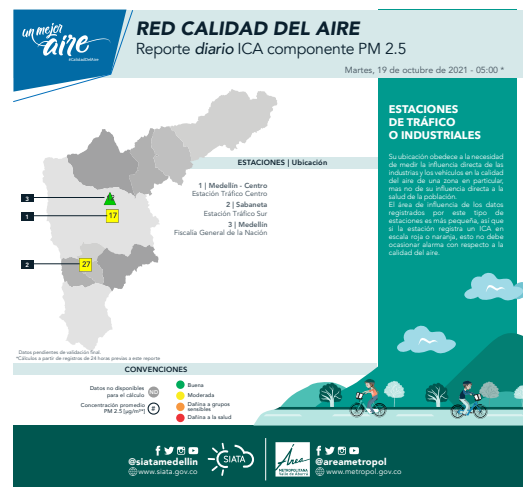 un mejor
aire
#CalidadDelAire
RED CALIDAD DEL AIRE
Reporte diario ICA componente PM 2.5
Martes, 19 de octubre de 2021 - 05:00 *
ESTACIONES
DE TRÁFICO
O INDUSTRIALES
Su ubicación obedece a la necesidad
de medir la influencia directa de las
industrias y los vehículos en la calidad
del aire de una zona en particular,
mas no de su influencia directa a la
salud de la población.
El área de influencia de los datos
registrados por este tipo de
estaciones es más pequeña, así que
si la estación registra un ICA en
escala roja o naranja, esto no debe
ocasionar alarma con respecto a la
calidad del aire.
ESTACIONES | Ubicación
1 | Medellín - Centro
Estación Tráfico Centro
2 | Sabaneta
Estación Tráfico Sur
3 | Medellín
Fiscalía General de la Nación
3
1
17
2
27
Datos pendientes de validación final.
*Cálculos a partir de registros de 24 horas previas a este reporte
CONVENCIONES
Datos no disponibles
para el cálculo
Concentración promedio
PM 2.5 [µg/m³]
#
Buena
Moderada
Dañina a grupos
sensibles
Dañina a la salud
@siatamedellin
www.siata.gov.co
SIATA
Área
METROPOLITANA
Valle de Aburrá
@areametropol
www.metropol.gov.co